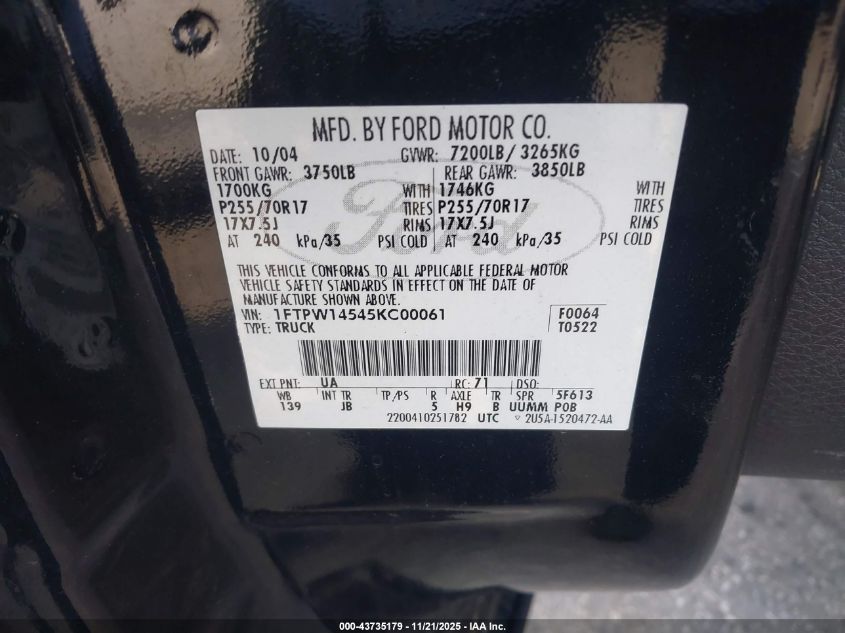 MFD. BY FORD MOTOR CO.
DATE: 10/04 GVWR: 7200LB/ 3265KG
FRONT GAWR: 3750LB REAR GAWR: 3850LB
1700KG WITH 1746KG WITH
P255/70R17 TIRES P255/70R17 TIRES
17X7.5J RIMS 17X7.5J RIMS
AT 240 kPa/35 PSI COLD AT 240 kPa/35 PSI COLD
Ford
THIS VEHICLE CONFORMS TO ALL APPLICABLE FEDERAL MOTOR
VEHICLE SAFETY STANDARDS IN EFFECT ON THE DATE OF
MANUFACTURE SHOWN ABOVE.
VIN: 1FTPW14545KC00061 F0064
TYPE: TRUCK T0522
EXT PNT: UA RC: 71 DSO:
WB INT TR TP/PS R AXLE TR SPR 5F613
139 JB 5 H9 B UUMM POB
2200410251782 UTC 2U5A-1520472-AA
000-43735179 - 11/21/2025 - IAA Inc.